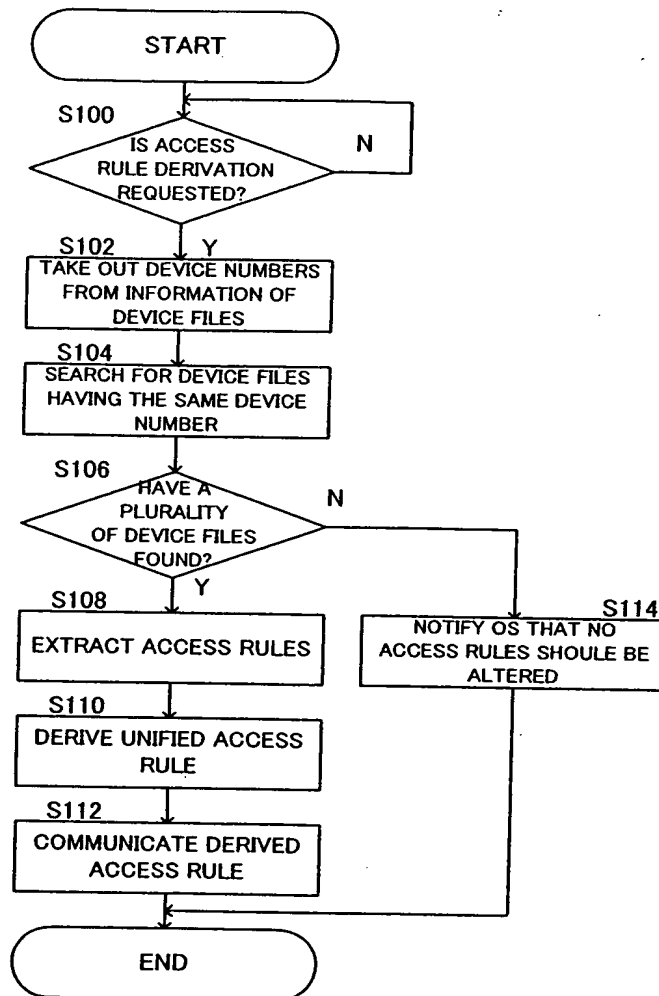 START
S100
IS ACCESS
RULE DERIVATION
REQUESTED?
N
S102
Y
TAKE OUT DEVICE NUMBERS
FROM INFORMATION OF
DEVICE FILES
S104
SEARCH FOR DEVICE FILES
HAVING THE SAME DEVICE
NUMBER
S106
HAVE A
PLURALITY
OF DEVICE FILES
FOUND?
N
Y
S108
EXTRACT ACCESS RULES
S114
NOTIFY OS THAT NO
ACCESS RULES SHOULE BE
ALTERED
S110
DERIVE UNIFIED ACCESS
RULE
S112
COMMUNICATE DERIVED
ACCESS RULE
END